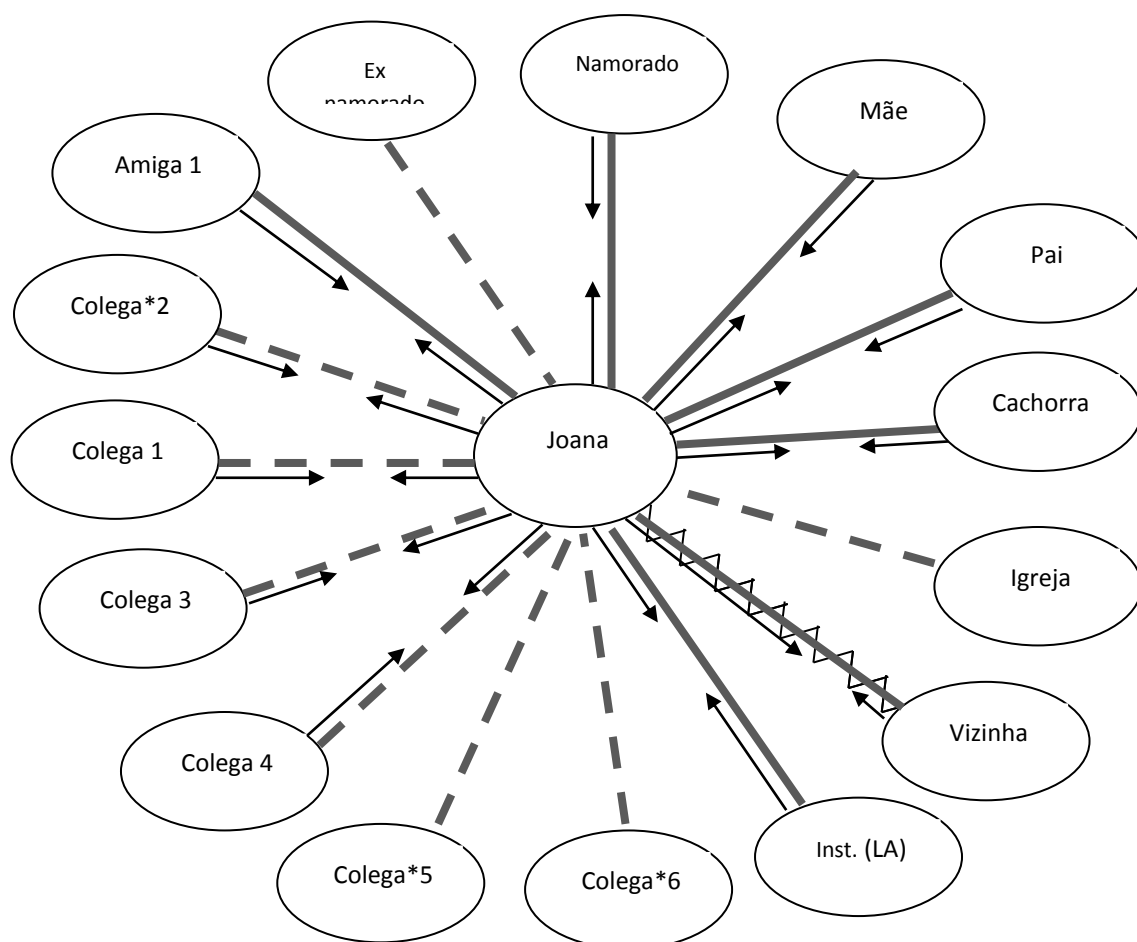 Ex
namorado
Namorado
Mãe
Amiga 1
Pai
Colega*2
Cachorra
Colega 1
Joana
Igreja
Colega 3
Vizinha
Colega 4
Inst. (LA)
Colega*5
Colega*6